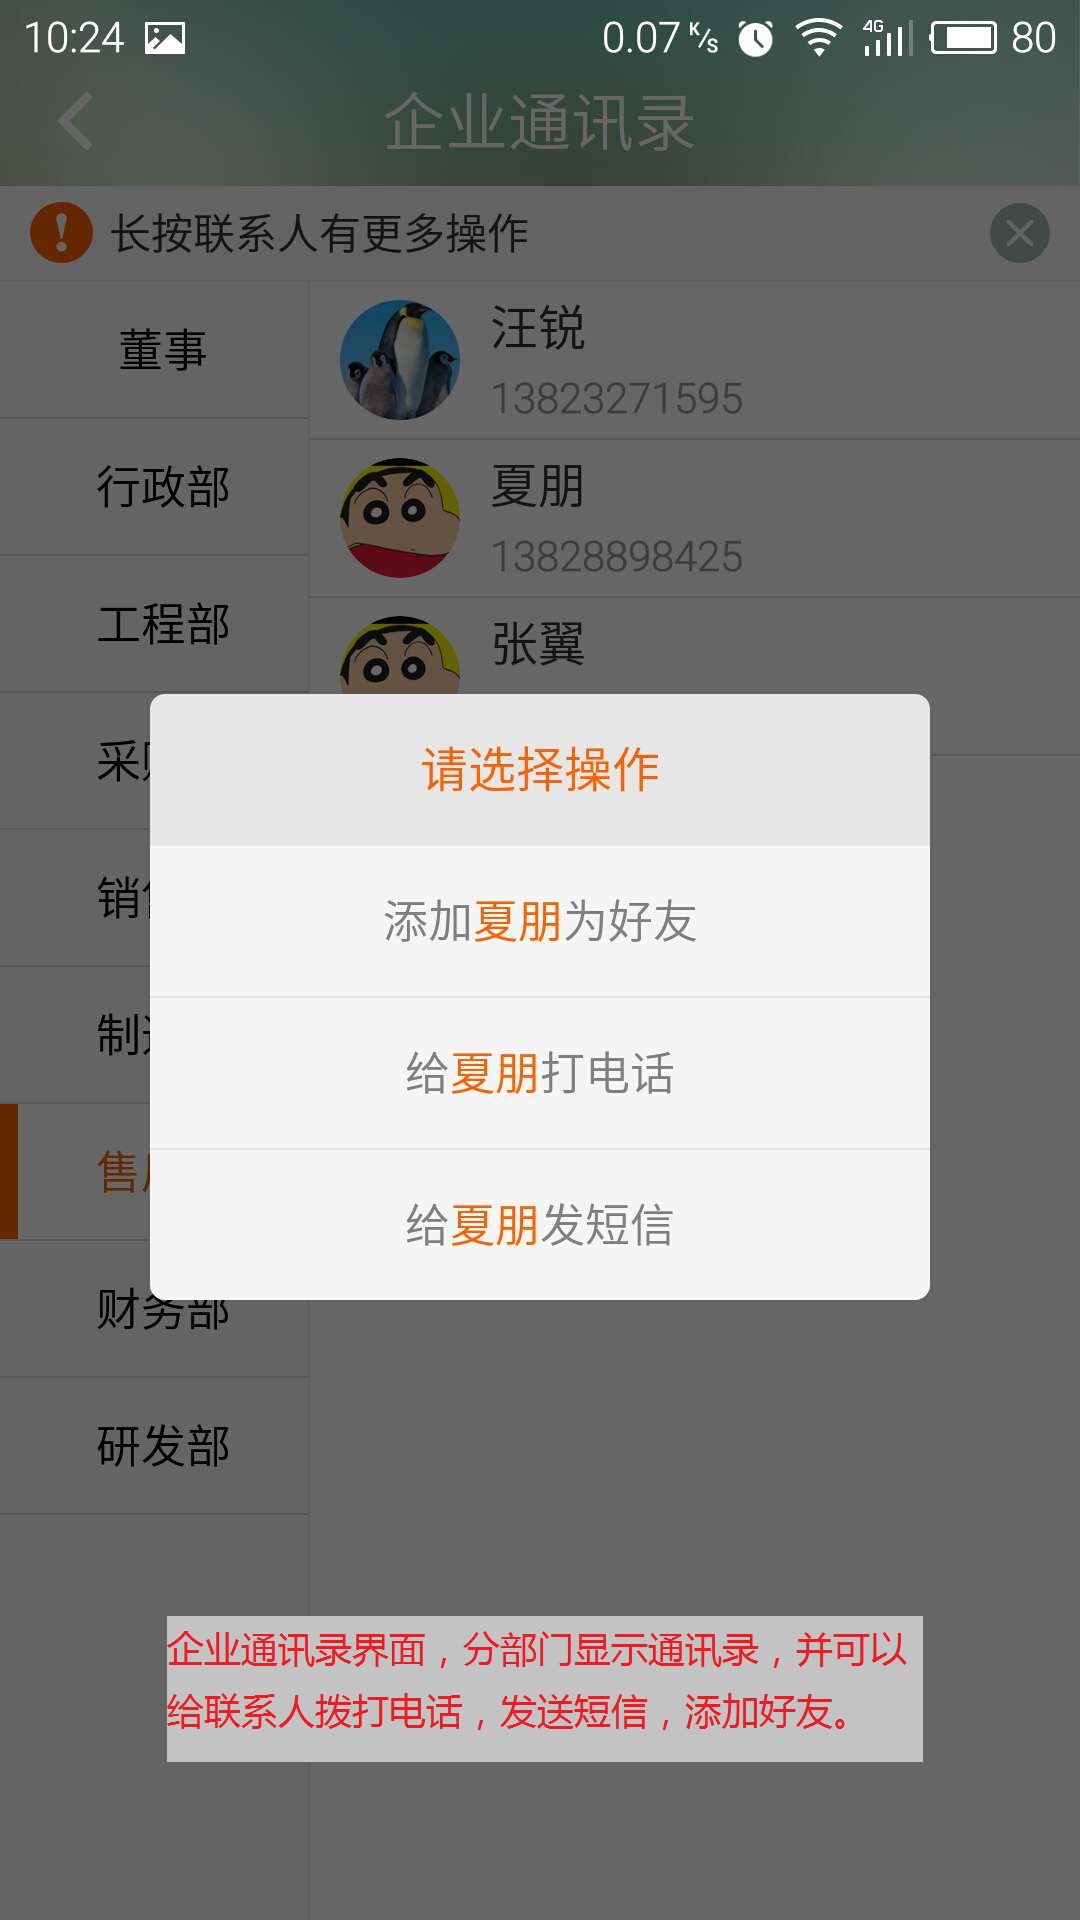 10:24 0.07 K/s 4G 80
企业通讯录
长按联系人有更多操作
董事
汪锐
13823271595
行政部
夏朋
13828898425
工程部
张翼
采
销
制
售
财务部
研发部
请选择操作
添加夏朋为好友
给夏朋打电话
给夏朋发短信
企业通讯录界面，分部门显示通讯录，并可以
给联系人拨打电话，发送短信，添加好友。